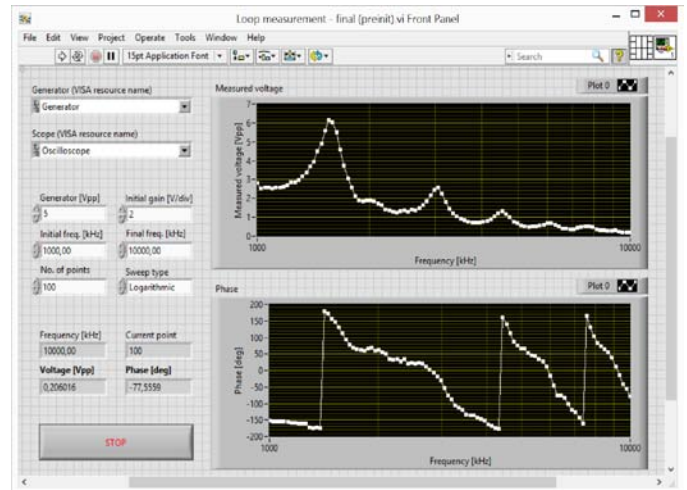 Loop measurement - final (preinit).vi Front Panel
File Edit View Project Operate Tools Window Help
15pt Application Font
Search
Generator (VISA resource name)
Generator
Scope (VISA resource name)
Oscilloscope
Generator [Vpp]
Initial gain [V/div]
5
2
Initial freq. [kHz]
Final freq. [kHz]
1000,00
10000,00
No. of points
Sweep type
100
Logarithmic
Frequency [kHz]
Current point
10000,00
100
Voltage [Vpp]
Phase [deg]
0,206016
-77,5559
STOP
Measured voltage
Plot 0
Measured voltage [Vpp]
7-
6-
5-
4-
3-
2-
1-
0-
1000
10000
Frequency [kHz]
Phase
Plot 0
Phase [deg]
200-
150-
100-
50-
0-
-50-
-100-
-150-
-200-
1000
10000
Frequency [kHz]